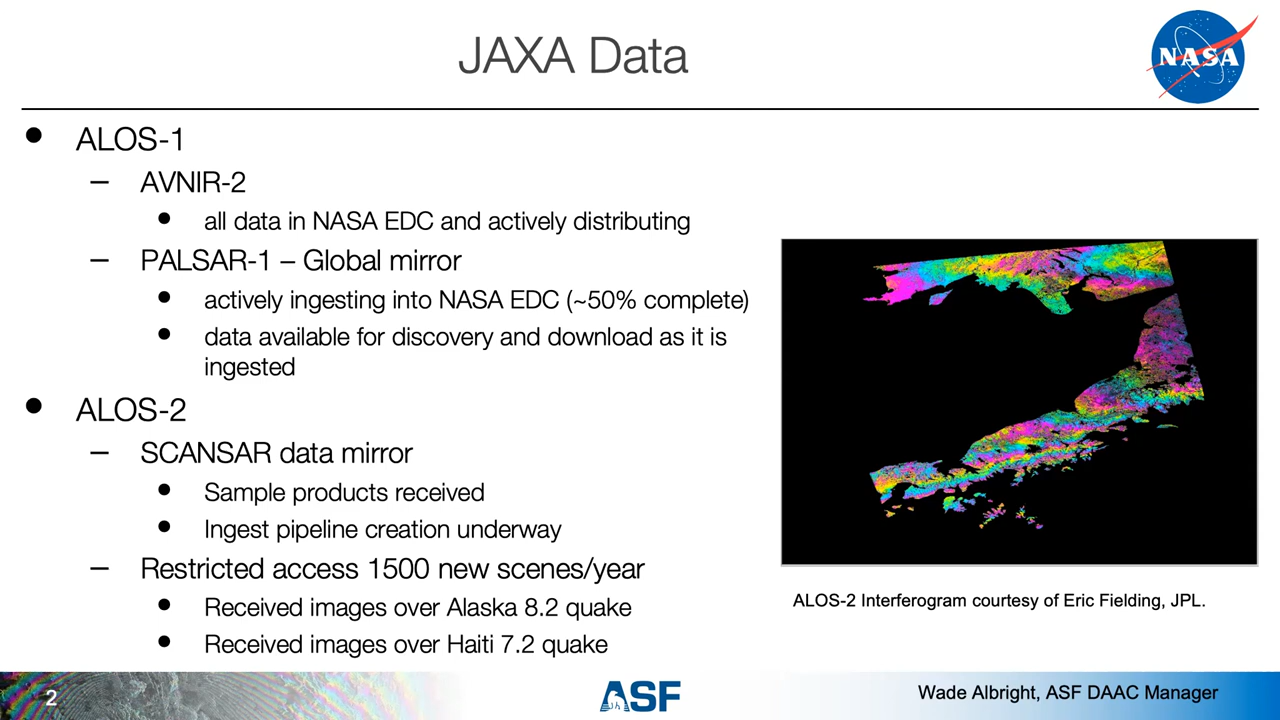 JAXA Data
NASA
● ALOS-1
– AVNIR-2
● all data in NASA EDC and actively distributing
– PALSAR-1 – Global mirror
● actively ingesting into NASA EDC (~50% complete)
● data available for discovery and download as it is
ingested
● ALOS-2
– SCANSAR data mirror
● Sample products received
● Ingest pipeline creation underway
– Restricted access 1500 new scenes/year
● Received images over Alaska 8.2 quake
● Received images over Haiti 7.2 quake
ALOS-2 Interferogram courtesy of Eric Fielding, JPL.
2
ASF
Wade Albright, ASF DAAC Manager